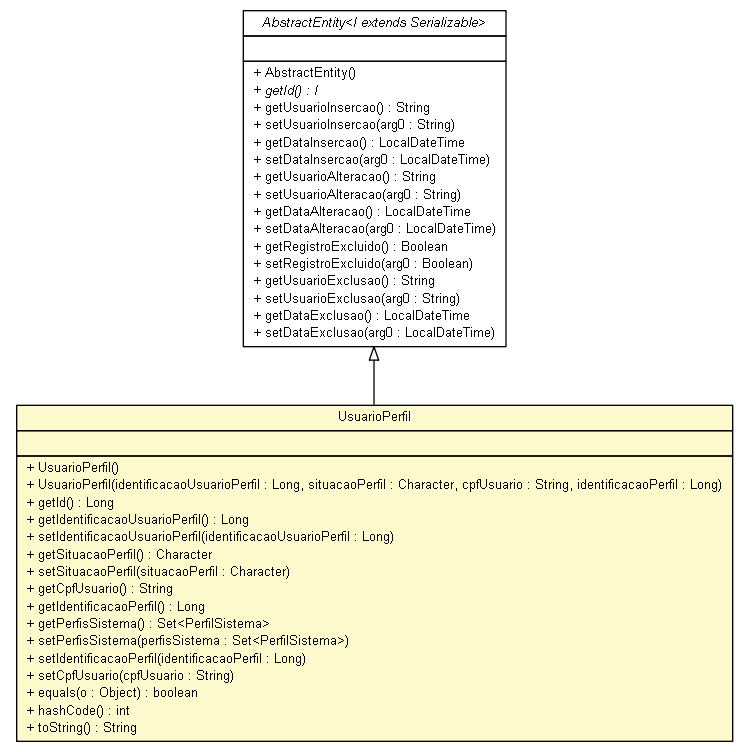 AbstractEntity<I extends Serializable>
+ AbstractEntity()
+ getId() : I
+ getUsuarioInsercao() : String
+ setUsuarioInsercao(arg0 : String)
+ getDataInsercao() : LocalDateTime
+ setDataInsercao(arg0 : LocalDateTime)
+ getUsuarioAlteracao() : String
+ setUsuarioAlteracao(arg0 : String)
+ getDataAlteracao() : LocalDateTime
+ setDataAlteracao(arg0 : LocalDateTime)
+ getRegistroExcluido() : Boolean
+ setRegistroExcluido(arg0 : Boolean)
+ getUsuarioExclusao() : String
+ setUsuarioExclusao(arg0 : String)
+ getDataExclusao() : LocalDateTime
+ setDataExclusao(arg0 : LocalDateTime)
UsuarioPerfil
+ UsuarioPerfil()
+ UsuarioPerfil(identificacaoUsuarioPerfil : Long, situacaoPerfil : Character, cpfUsuario : String, identificacaoPerfil : Long)
+ getId() : Long
+ getIdentificacaoUsuarioPerfil() : Long
+ setIdentificacaoUsuarioPerfil(identificacaoUsuarioPerfil : Long)
+ getSituacaoPerfil() : Character
+ setSituacaoPerfil(situacaoPerfil : Character)
+ getCpfUsuario() : String
+ getIdentificacaoPerfil() : Long
+ getPerfisSistema() : Set<PerfilSistema>
+ setPerfisSistema(perfisSistema : Set<PerfilSistema>)
+ setIdentificacaoPerfil(identificacaoPerfil : Long)
+ setCpfUsuario(cpfUsuario : String)
+ equals(o : Object) : boolean
+ hashCode() : int
+ toString() : String